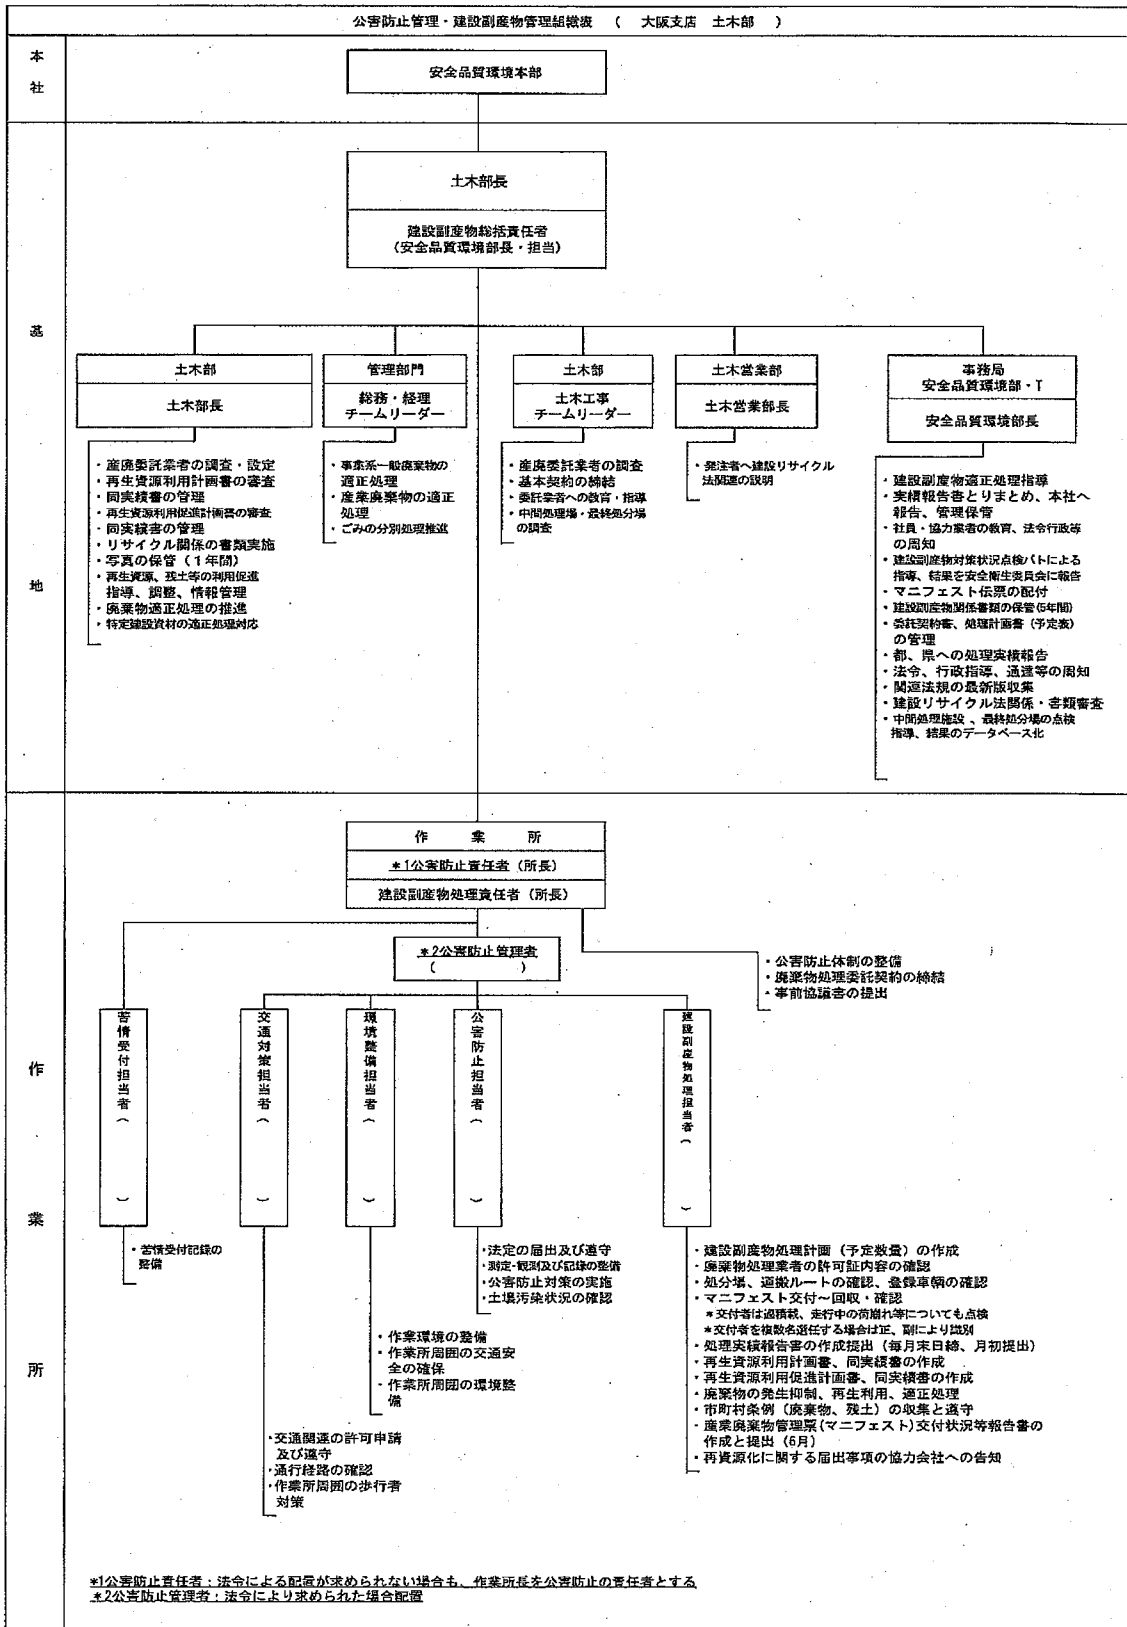 公害防止管理・建設副産物管理組織表 （ 大阪支店 土木部 ）
本
社
安全品質環境本部
基
地
土木部長
建設副産物総括責任者
（安全品質環境部長・担当）
土木部
土木部長
・産廃委託業者の調査・設定
・再生資源利用計画書の審査
・同実績書の管理
・再生資源利用促進計画書の審査
・同実績書の管理
・リサイクル関係の書類実施
・写真の保管（１年間）
・再生資源、残土等の利用促進
指導、調整、情報管理
・廃棄物適正処理の推進
・特定建設資材の適正処理対応
管理部門
総務・経理
チームリーダー
・事業系一般廃棄物の
適正処理
・産業廃棄物の適正
処理
・ごみの分別処理推進
土木部
土木工事
チームリーダー
・産廃委託業者の調査
・基本契約の締結
・委託業者への教育・指導
・中間処理場・最終処分場
の調査
土木営業部
土木営業部長
・発注者へ建設リサイクル
法関連の説明
事務局
安全品質環境部・T
安全品質環境部長
・建設副産物適正処理指導
・実績報告書とりまとめ、本社へ
報告、管理保管
・社員・協力業者の教育、法令行政等
の周知
・建設副産物対策状況点検パトによる
指導、結果を安全衛生委員会に報告
・マニフェスト伝票の配付
・建設副産物関係書類の保管(5年間)
・委託契約書、処理計画書（予定表）
の管理
・都、県への処理実績報告
・法令、行政指導、通達等の周知
・関連法規の最新版収集
・建設リサイクル法関係・書類審査
・中間処理施設、最終処分場の点検
指導、結果のデータベース化
作
業
所
作 業 所
＊1公害防止責任者（所長）
建設副産物処理責任者（所長）
＊2公害防止管理者
（ ）
・公害防止体制の整備
・廃棄物処理委託契約の締結
・事前協議書の提出
苦情受付担当者（ ）
・苦情受付記録の
整備
交通対策担当者（ ）
・交通関連の許可申請
及び遵守
・通行経路の確認
・作業所周囲の歩行者
対策
環境整備担当者（ ）
・作業環境の整備
・作業所周囲の交通安
全の確保
・作業所周囲の環境整
備
公害防止担当者（ ）
・法定の届出及び遵守
・測定・観測及び記録の整備
・公害防止対策の実施
・土壌汚染状況の確認
建設副産物処理担当者（ ）
・建設副産物処理計画（予定数量）の作成
・廃棄物処理業者の許可証内容の確認
・処分場、運搬ルートの確認、登録車輌の確認
・マニフェスト交付～回収・確認
＊交付者は過積載、走行中の荷崩れ等についても点検
＊交付者を複数名選任する場合は正、副により識別
・処理実績報告書の作成提出（毎月末日締、月初提出）
・再生資源利用計画書、同実績書の作成
・再生資源利用促進計画書、同実績書の作成
・廃棄物の発生抑制、再生利用、適正処理
・市町村条例（廃棄物、残土）の収集と遵守
・産業廃棄物管理票(マニフェスト)交付状況等報告書の
作成と提出（6月）
・再資源化に関する届出事項の協力会社への告知
＊1公害防止責任者：法令による配置が求められない場合も、作業所長を公害防止の責任者とする
＊2公害防止管理者：法令により求められた場合配置